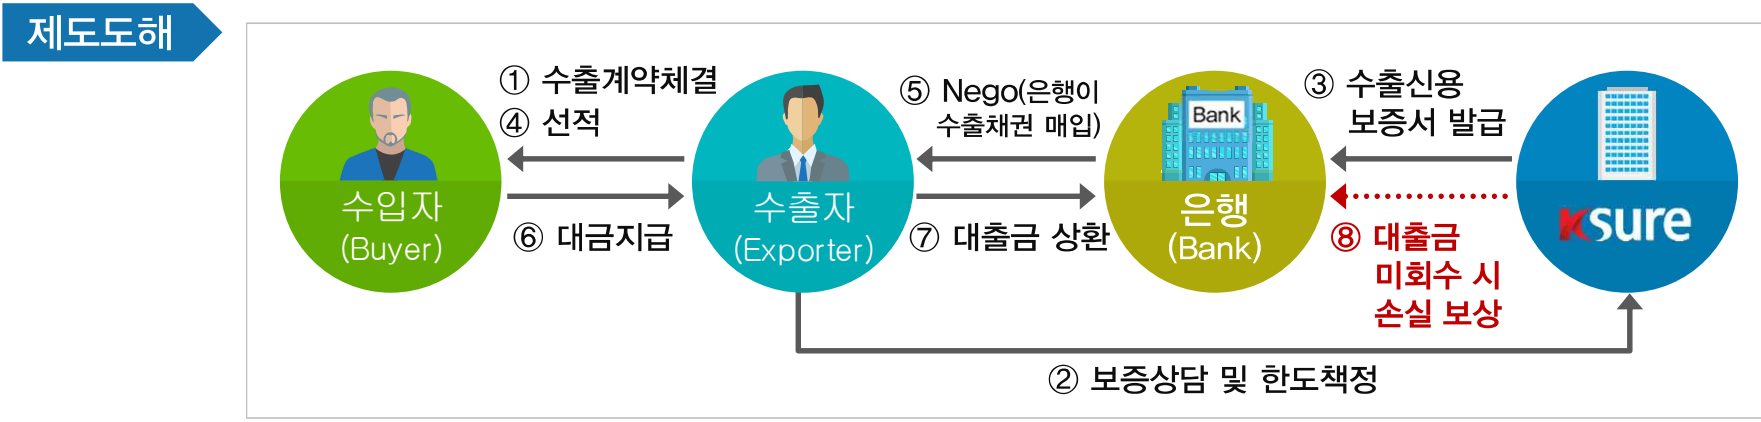 제도도해
① 수출계약체결
④ 선적
⑤ Nego(은행이
수출채권 매입)
③ 수출신용
보증서 발급
Bank
수입자
(Buyer)
수출자
(Exporter)
은행
(Bank)
Ksure
⑥ 대금지급
⑦ 대출금 상환
⑧ 대출금
미회수 시
손실 보상
② 보증상담 및 한도책정